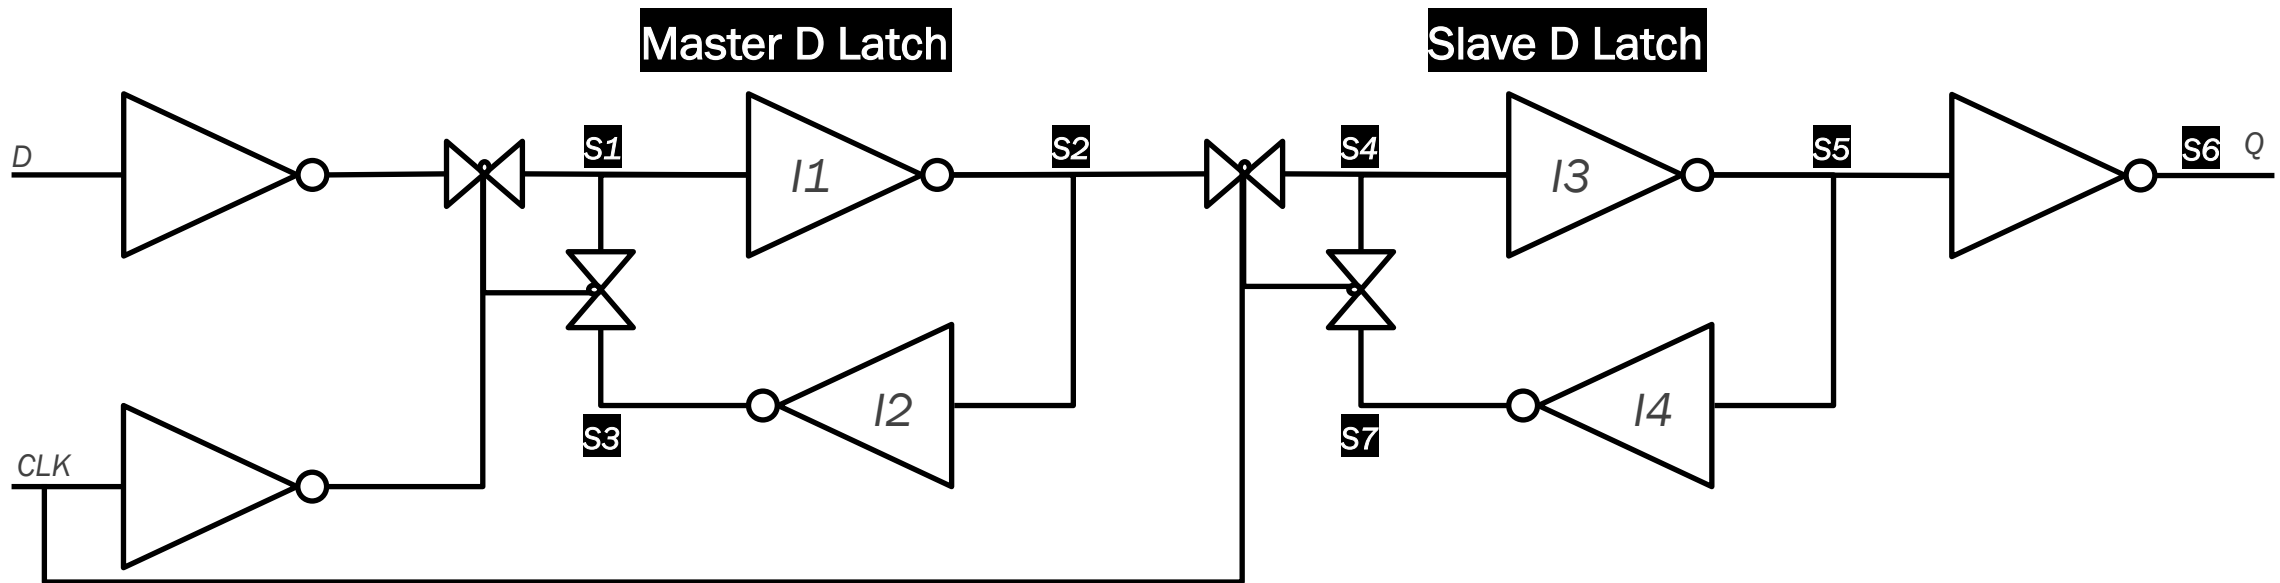 Master D Latch
Slave D Latch
D
S1
I1
S2
S4
I3
S5
S6
Q
I2
I4
S3
S7
CLK